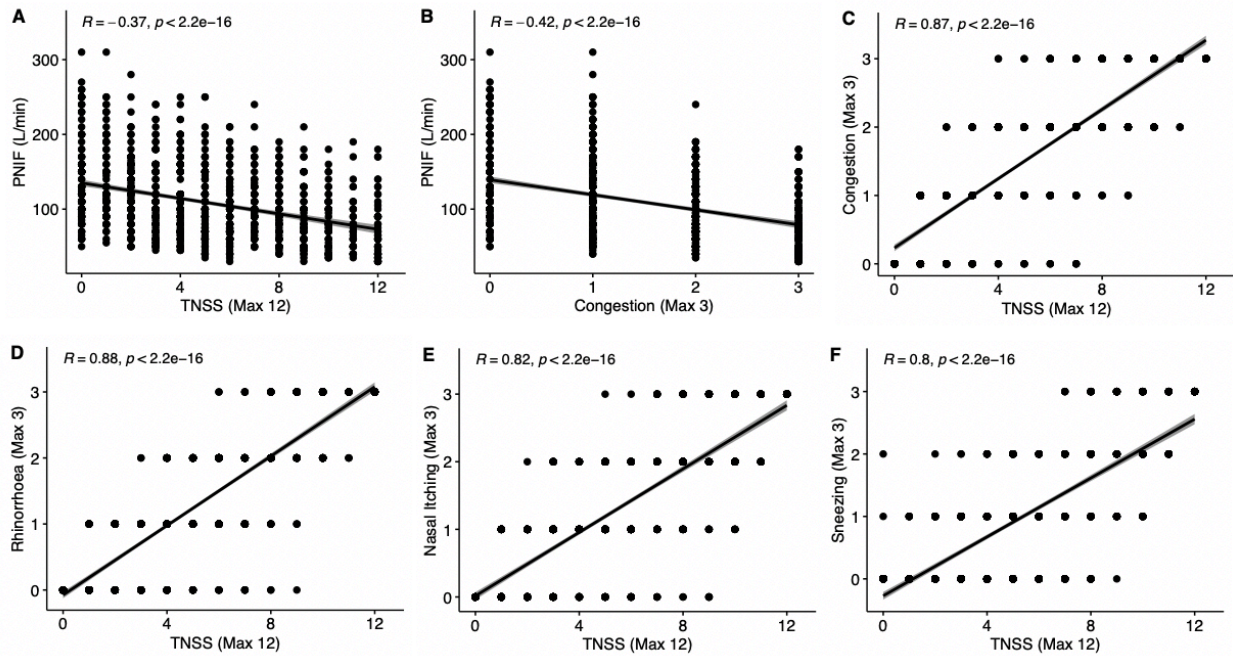 A
R = −0.37, p < 2.2e−16
300
200
100
PNIF (L/min)
0
4
8
12
TNSS (Max 12)
B
R = −0.42, p < 2.2e−16
300
200
100
PNIF (L/min)
0
1
2
3
Congestion (Max 3)
C
R = 0.87, p < 2.2e−16
3
2
1
0
Congestion (Max 3)
0
4
8
12
TNSS (Max 12)
D
R = 0.88, p < 2.2e−16
3
2
1
0
Rhinorrhoea (Max 3)
0
4
8
12
TNSS (Max 12)
E
R = 0.82, p < 2.2e−16
3
2
1
0
Nasal Itching (Max 3)
0
4
8
12
TNSS (Max 12)
F
R = 0.8, p < 2.2e−16
3
2
1
0
Sneezing (Max 3)
0
4
8
12
TNSS (Max 12)